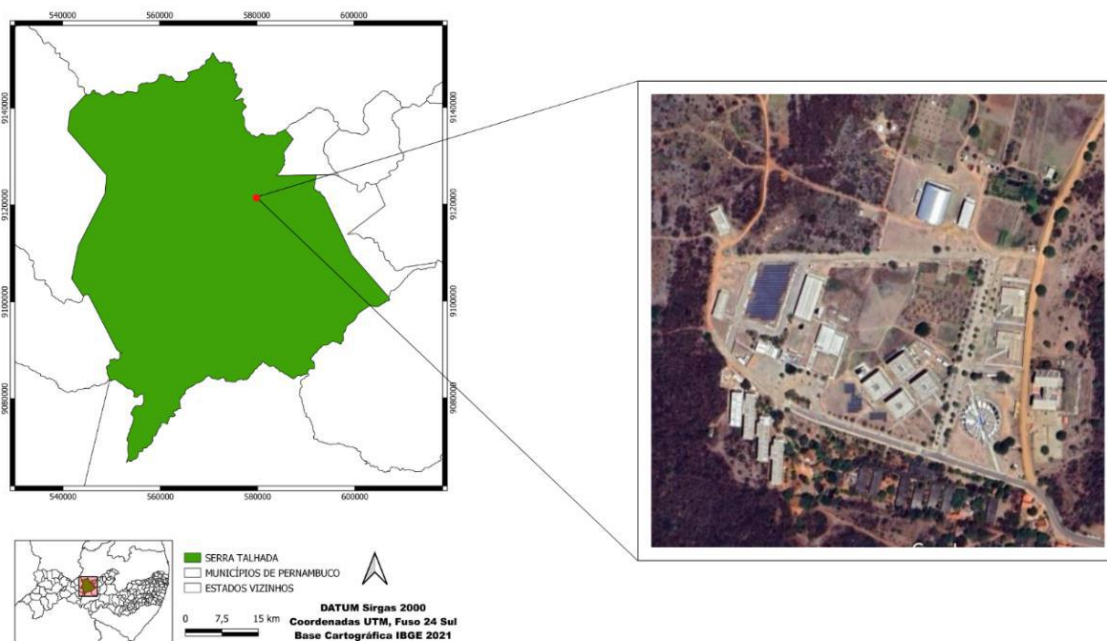 540000 560000 580000 600000
9140000 9140000
9120000 9120000
9100000 9100000
9080000 9080000
540000 560000 580000 600000
SERRA TALHADA
MUNICÍPIOS DE PERNAMBUCO
ESTADOS VIZINHOS
0 7,5 15 km
DATUM Sirgas 2000
Coordenadas UTM, Fuso 24 Sul
Base Cartográfica IBGE 2021